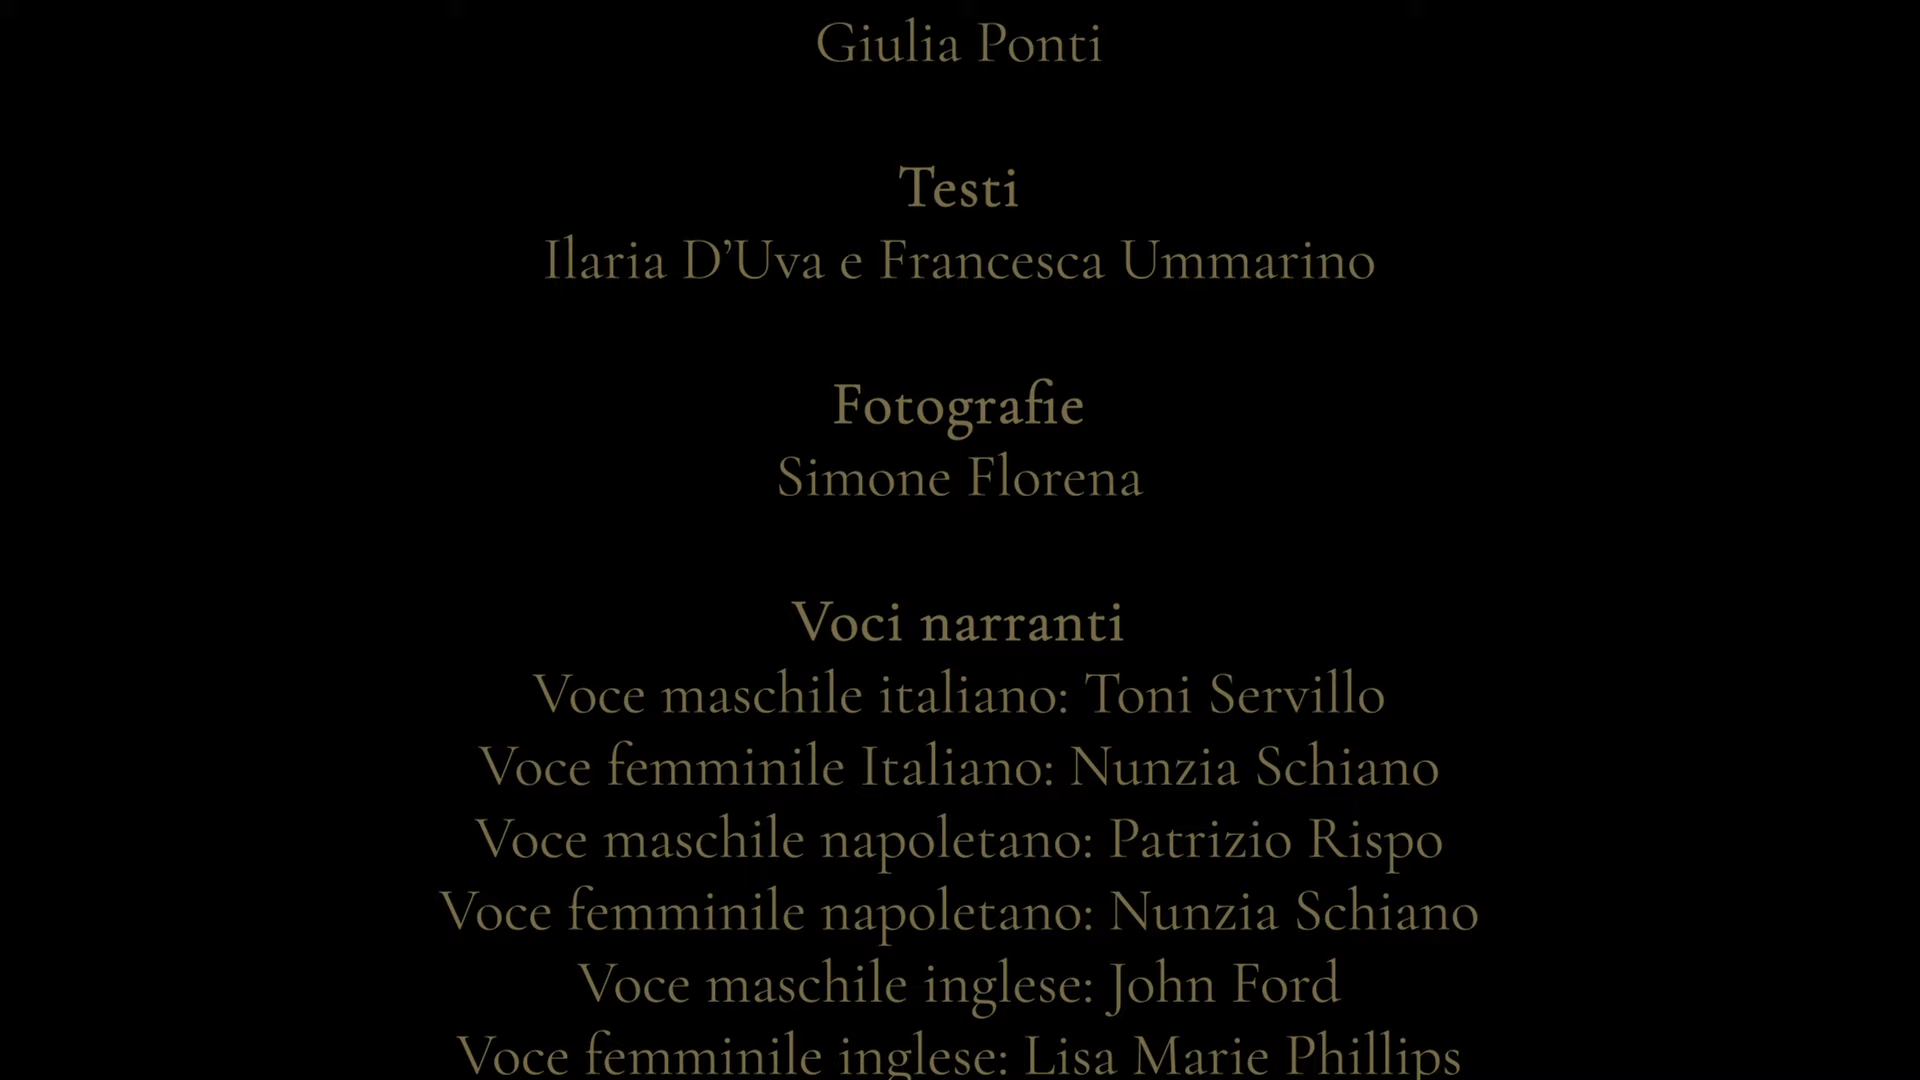 Giulia Ponti
Testi
Ilaria D’Uva e Francesca Ummarino
Fotografie
Simone Florena
Voci narranti
Voce maschile italiano: Toni Servillo
Voce femminile Italiano: Nunzia Schiano
Voce maschile napoletano: Patrizio Rispo
Voce femminile napoletano: Nunzia Schiano
Voce maschile inglese: John Ford
Voce femminile inglese: Lisa Marie Phillips